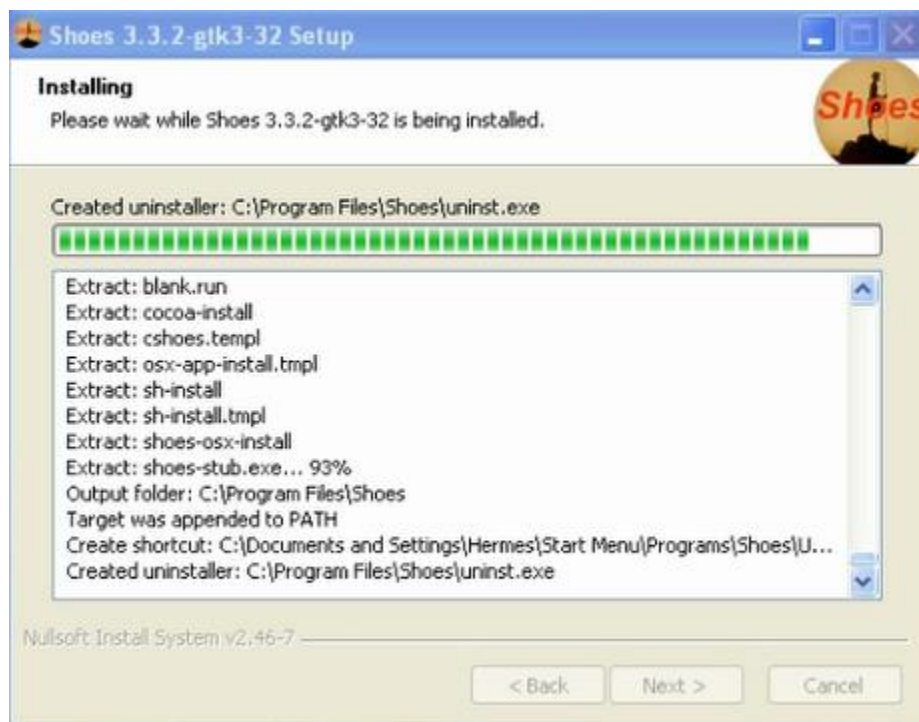 Shoes 3.3.2-gtk3-32 Setup
Installing
Please wait while Shoes 3.3.2-gtk3-32 is being installed.
Shoes
Created uninstaller: C:\Program Files\Shoes\uninst.exe
Extract: blank.run
Extract: cocoa-install
Extract: cshoes.templ
Extract: osx-app-install.tmpl
Extract: sh-install
Extract: sh-install.tmpl
Extract: shoes-osx-install
Extract: shoes-stub.exe... 93%
Output folder: C:\Program Files\Shoes
Target was appended to PATH
Create shortcut: C:\Documents and Settings\Hermes\Start Menu\Programs\Shoes\U...
Created uninstaller: C:\Program Files\Shoes\uninst.exe
Nullsoft Install System v2.46-7
< Back Next > Cancel